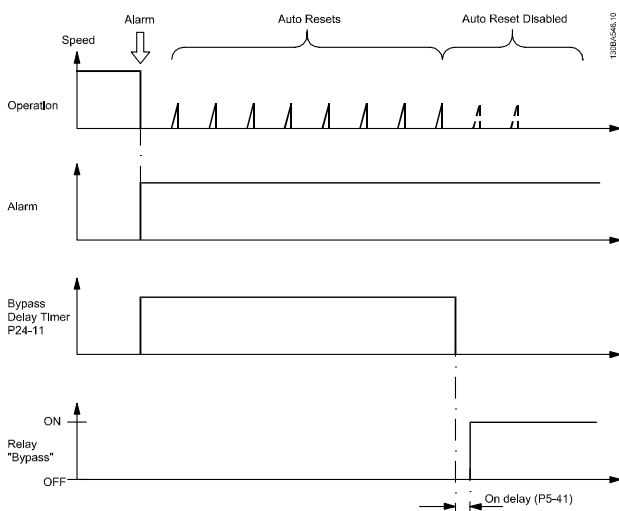 Alarm
Auto Resets
Auto Reset Disabled
130BA546.10
Speed
Operation
Alarm
Bypass
Delay Timer
P24-11
ON
Relay
"Bypass"
OFF
On delay (P5-41)